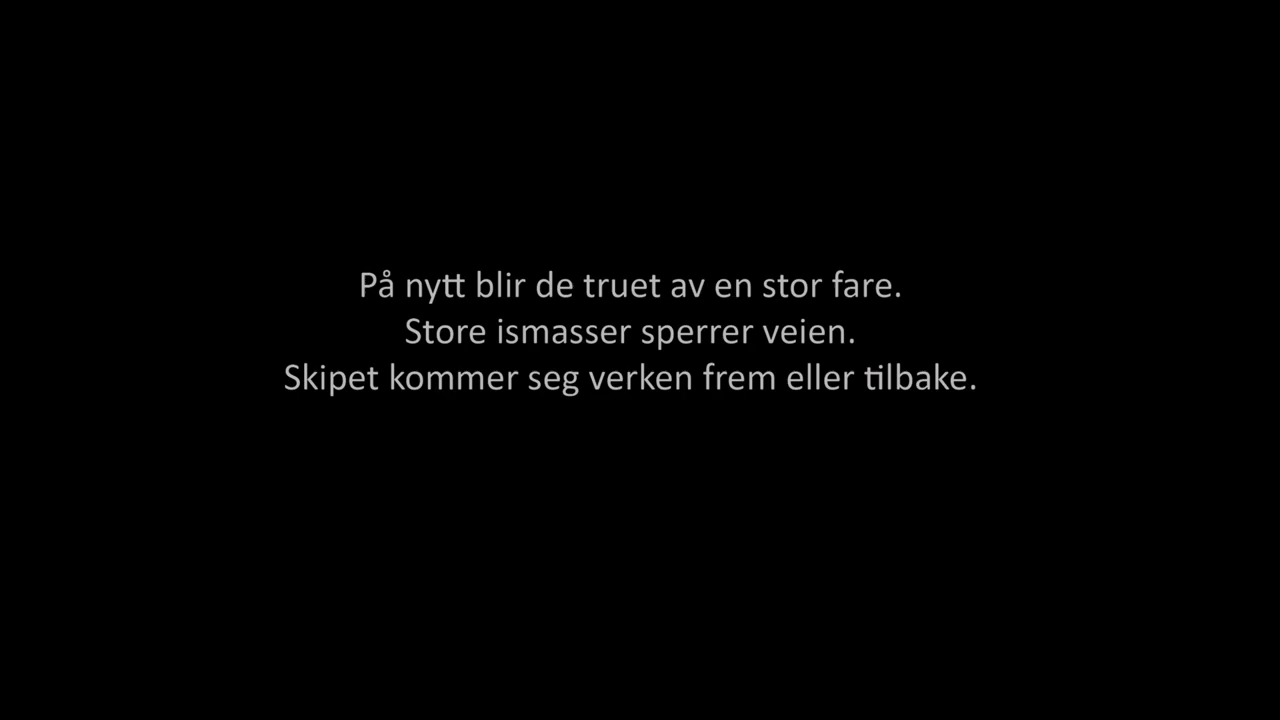 På nytt blir de truet av en stor fare.
Store ismasser sperrer veien.
Skipet kommer seg verken frem eller tilbake.